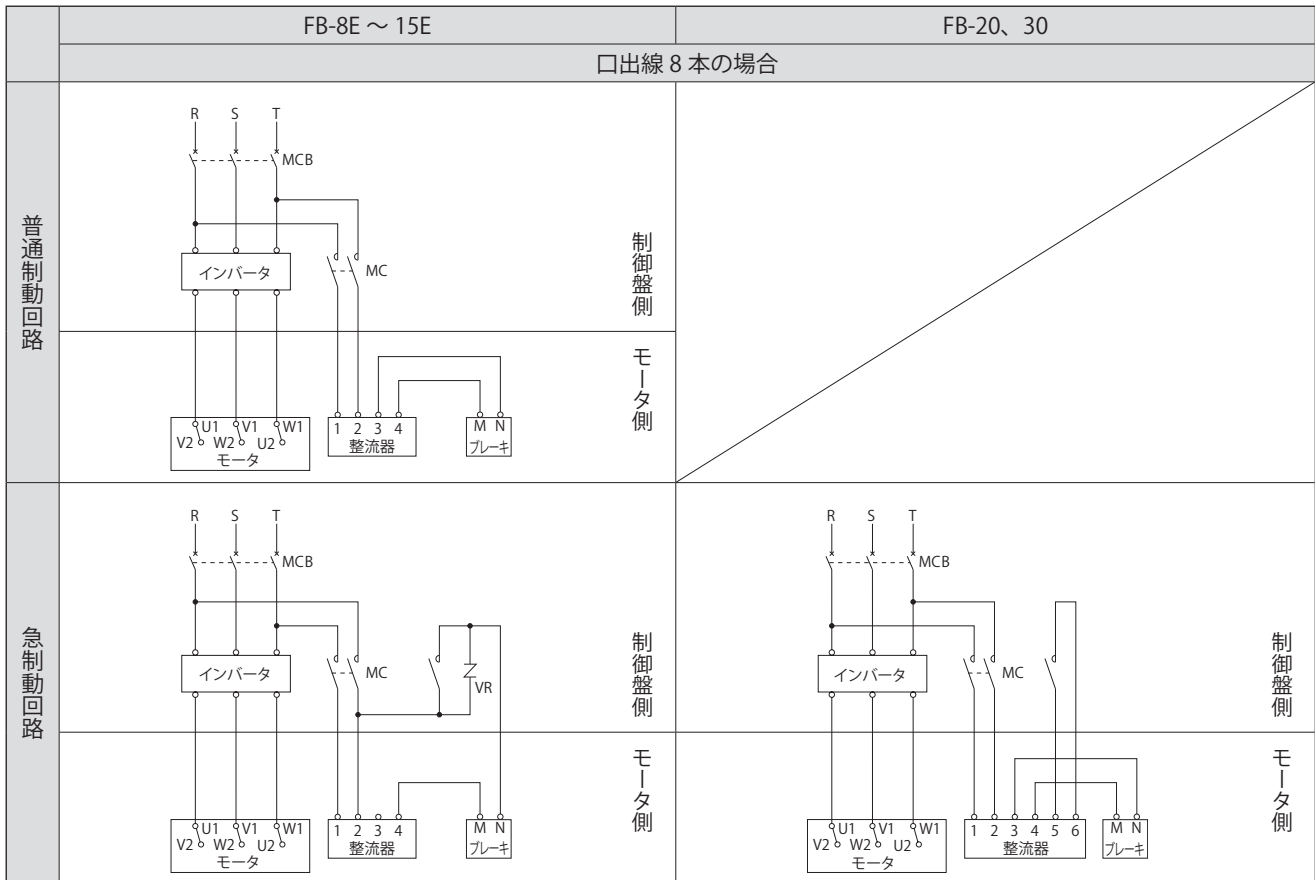 FB-8E ～ 15E
FB-20、30
口出線 8 本の場合
普通制動回路
R S T
MCB
インバータ
MC
制御盤側
モータ側
U1 V1 W1
V2 W2 U2
モータ
1 2 3 4
整流器
M N
ブレーキ
急制動回路
R S T
MCB
インバータ
MC
VR
制御盤側
モータ側
U1 V1 W1
V2 W2 U2
モータ
1 2 3 4
整流器
M N
ブレーキ
R S T
MCB
インバータ
MC
制御盤側
モータ側
U1 V1 W1
V2 W2 U2
モータ
1 2 3 4 5 6
整流器
M N
ブレーキ